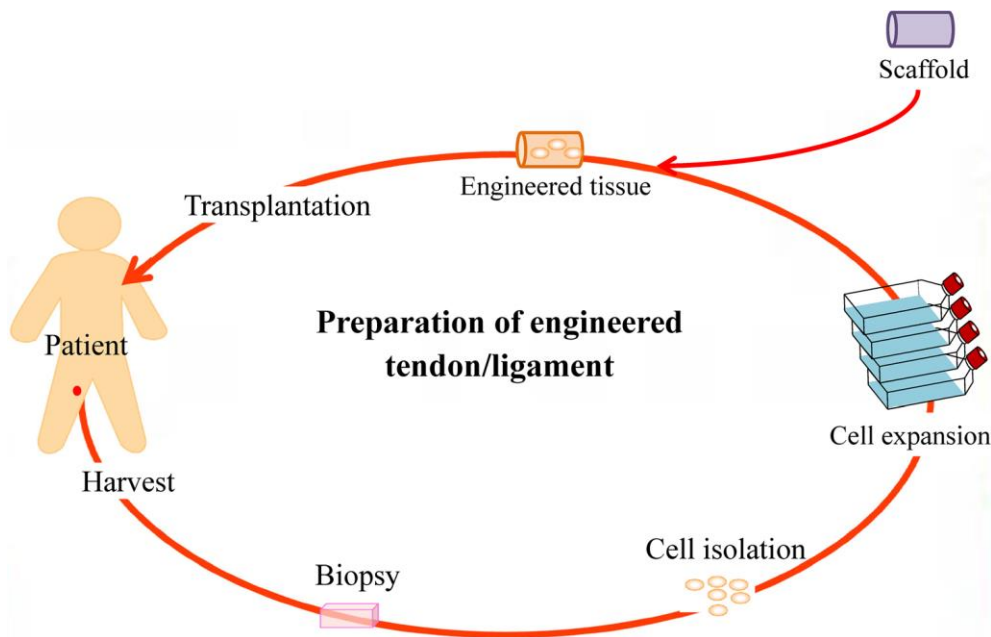 Scaffold
Engineered tissue
Transplantation
Preparation of engineered
tendon/ligament
Patient
Cell expansion
Harvest
Cell isolation
Biopsy